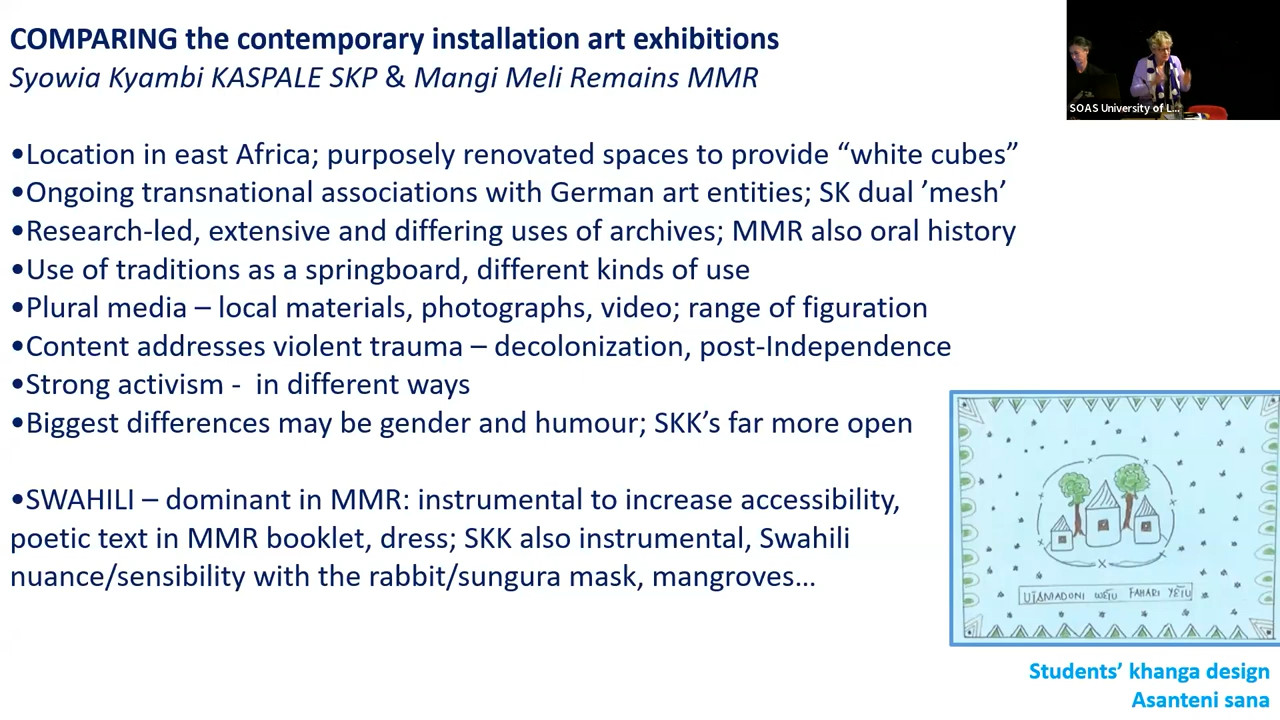 COMPARING the contemporary installation art exhibitions
Syowia Kyambi KASPALE SKP & Mangi Meli Remains MMR
•Location in east Africa; purposely renovated spaces to provide “white cubes”
•Ongoing transnational associations with German art entities; SK dual ’mesh’
•Research-led, extensive and differing uses of archives; MMR also oral history
•Use of traditions as a springboard, different kinds of use
•Plural media – local materials, photographs, video; range of figuration
•Content addresses violent trauma – decolonization, post-Independence
•Strong activism -  in different ways
•Biggest differences may be gender and humour; SKK’s far more open
•SWAHILI – dominant in MMR: instrumental to increase accessibility,
poetic text in MMR booklet, dress; SKK also instrumental, Swahili
nuance/sensibility with the rabbit/sungura mask, mangroves…
SOAS University of L...
WETU FAHARI YETU
Students’ khanga design
Asanteni sana